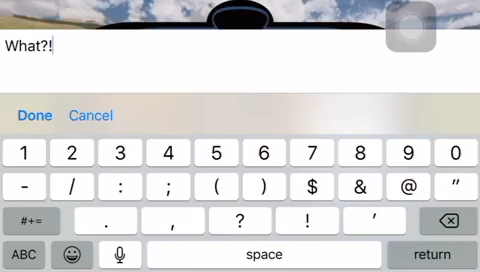 What?!
Done Cancel
1 2 3 4 5 6 7 8 9 0
- / : ; ( ) $ & @ "
#+= . , ? ! ′
ABC space return